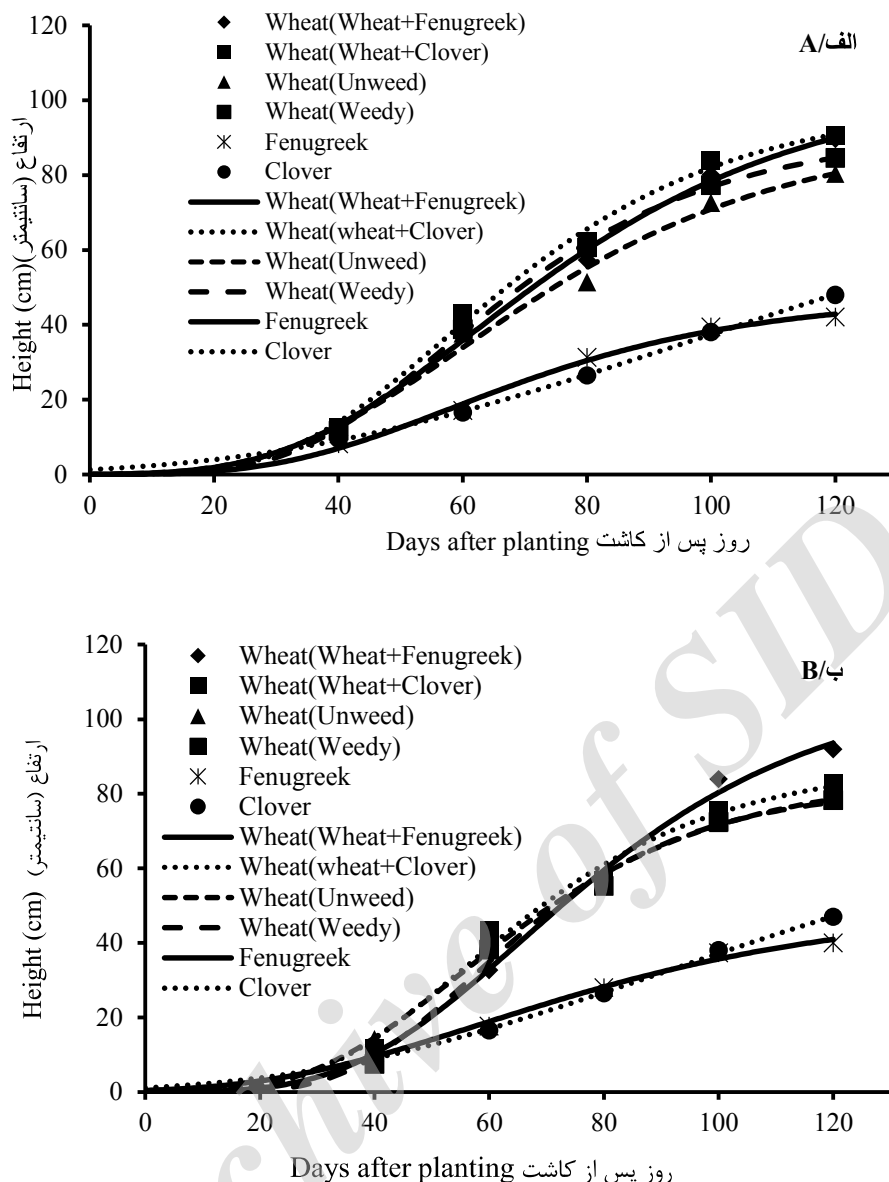 120
100
80
60
40
20
0
0 20 40 60 80 100 120
ارتفاع (سانتیمتر)
Height (cm)
Wheat(Wheat+Fenugreek)
Wheat(Wheat+Clover)
Wheat(Unweed)
Wheat(Weedy)
Fenugreek
Clover
Wheat(Wheat+Fenugreek)
Wheat(wheat+Clover)
Wheat(Unweed)
Wheat(Weedy)
Fenugreek
Clover
الف/A
Days after planting روز پس از کاشت
120
100
80
60
40
20
0
0 20 40 60 80 100 120
ارتفاع (سانتیمتر)
Height (cm)
Wheat(Wheat+Fenugreek)
Wheat(Wheat+Clover)
Wheat(Unweed)
Wheat(Weedy)
Fenugreek
Clover
Wheat(Wheat+Fenugreek)
Wheat(wheat+Clover)
Wheat(Unweed)
Wheat(Weedy)
Fenugreek
Clover
ب/B
Days after planting روز پس از کاشت
chive of SID